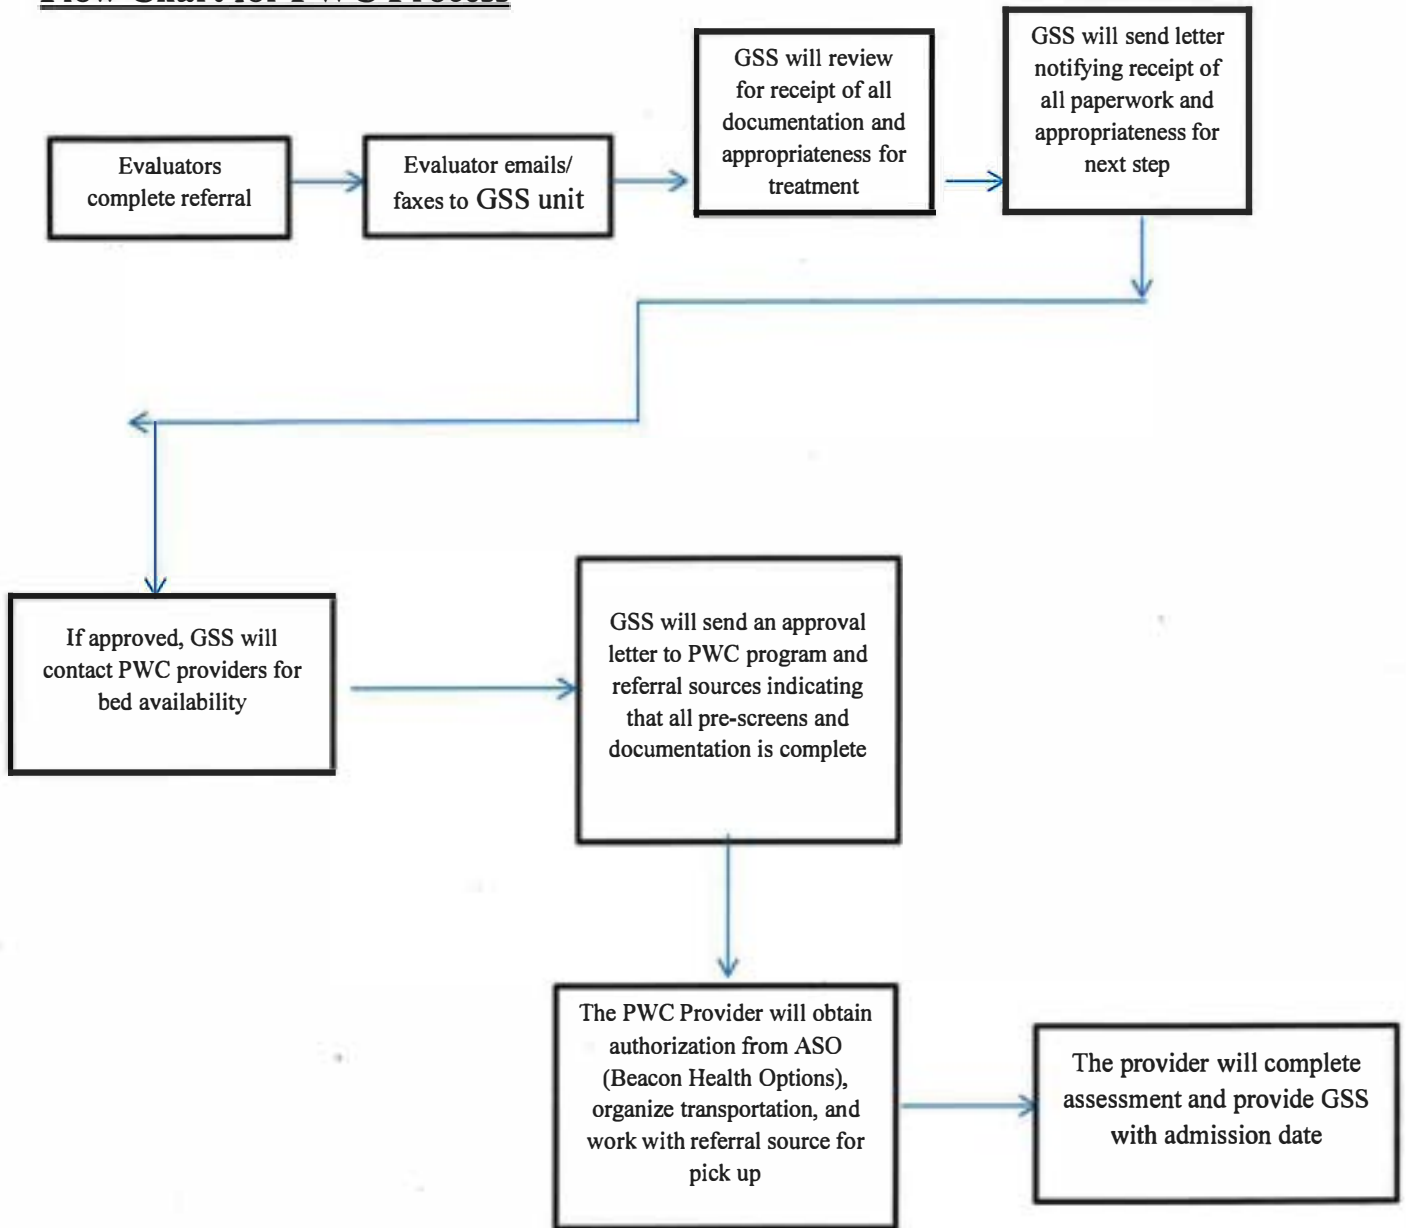 Flow Chart for PWC Process
Evaluators
complete referral
Evaluator emails/
faxes to GSS unit
GSS will review
for receipt of all
documentation and
appropriateness for
treatment
GSS will send letter
notifying receipt of
all paperwork and
appropriateness for
next step
If approved, GSS will
contact PWC providers for
bed availability
GSS will send an approval
letter to PWC program and
referral sources indicating
that all pre-screens and
documentation is complete
The PWC Provider will obtain
authorization from ASO
(Beacon Health Options),
organize transportation, and
work with referral source for
pick up
The provider will complete
assessment and provide GSS
with admission date